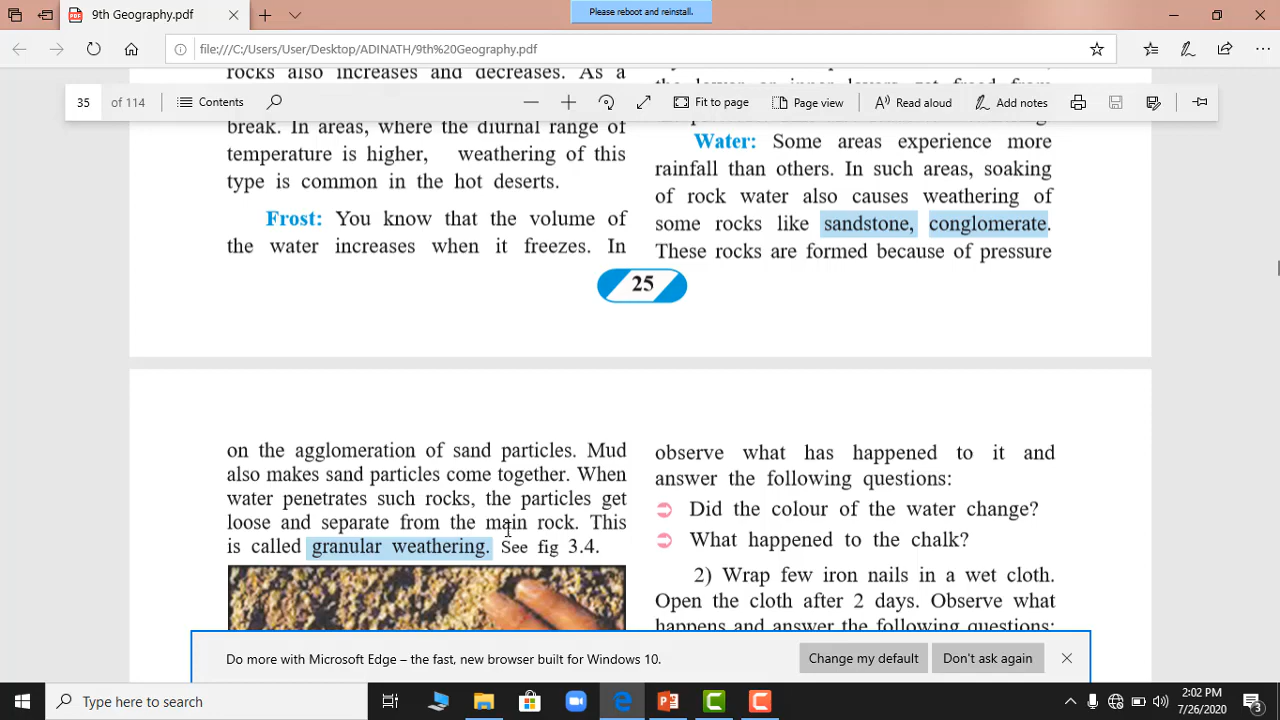 9th Geography.pdf
Please reboot and reinstall.
file:///C:/Users/User/Desktop/ADINATH/9th%20Geography.pdf
35 of 114
Contents
Fit to page
Page view
Read aloud
Add notes
rocks also increases and decreases. As a
break. In areas, where the diurnal range of
temperature is higher, weathering of this
type is common in the hot deserts.
Frost: You know that the volume of
the water increases when it freezes. In
Water: Some areas experience more
rainfall than others. In such areas, soaking
of rock water also causes weathering of
some rocks like sandstone, conglomerate.
These rocks are formed because of pressure
25
on the agglomeration of sand particles. Mud
also makes sand particles come together. When
water penetrates such rocks, the particles get
loose and separate from the main rock. This
is called granular weathering. See fig 3.4.
observe what has happened to it and
answer the following questions:
Did the colour of the water change?
What happened to the chalk?
2) Wrap few iron nails in a wet cloth.
Open the cloth after 2 days. Observe what
happens and answer the following questions:
Do more with Microsoft Edge – the fast, new browser built for Windows 10.
Change my default
Don't ask again
Type here to search
2:02 PM
7/26/2020
3